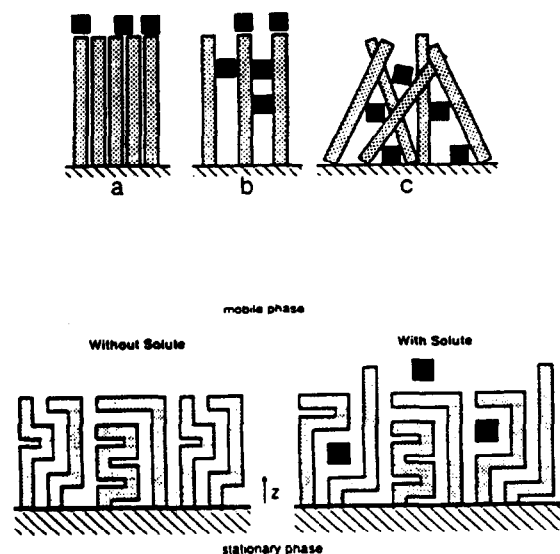 a
b
c
mobile phase
Without Solute
With Solute
z
stationary phase